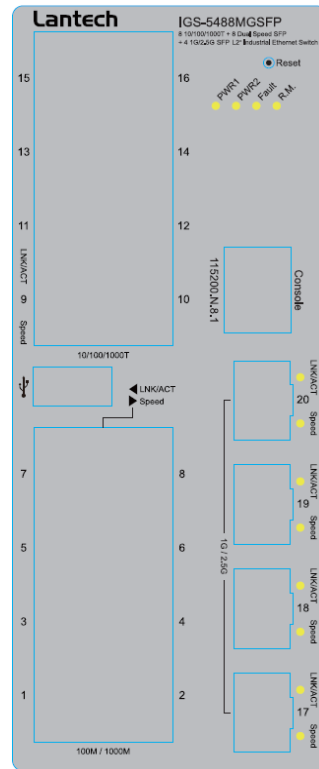 Lantech
IGS-5488MGSFP
8 10/100/1000T + 8 Dual Speed SFP
+ 4 1G/2.5G SFP L2+ Industrial Ethernet Switch
Reset
PWR1
PWR2
Fault
R.M.
15
16
13
14
11
12
LNK/ACT
9
10
Speed
115200.N.8.1
Console
10/100/1000T
LNK/ACT
Speed
LNK/ACT
20
Speed
7
8
LNK/ACT
19
Speed
5
6
1G / 2.5G
LNK/ACT
18
Speed
3
4
LNK/ACT
17
Speed
1
2
100M / 1000M